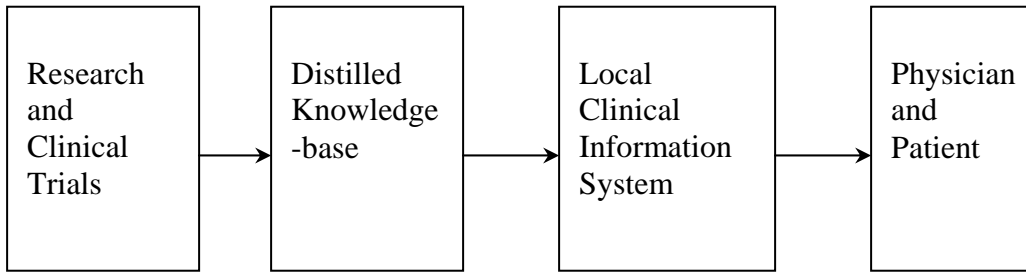 Research
and
Clinical
Trials
Distilled
Knowledge
-base
Local
Clinical
Information
System
Physician
and
Patient